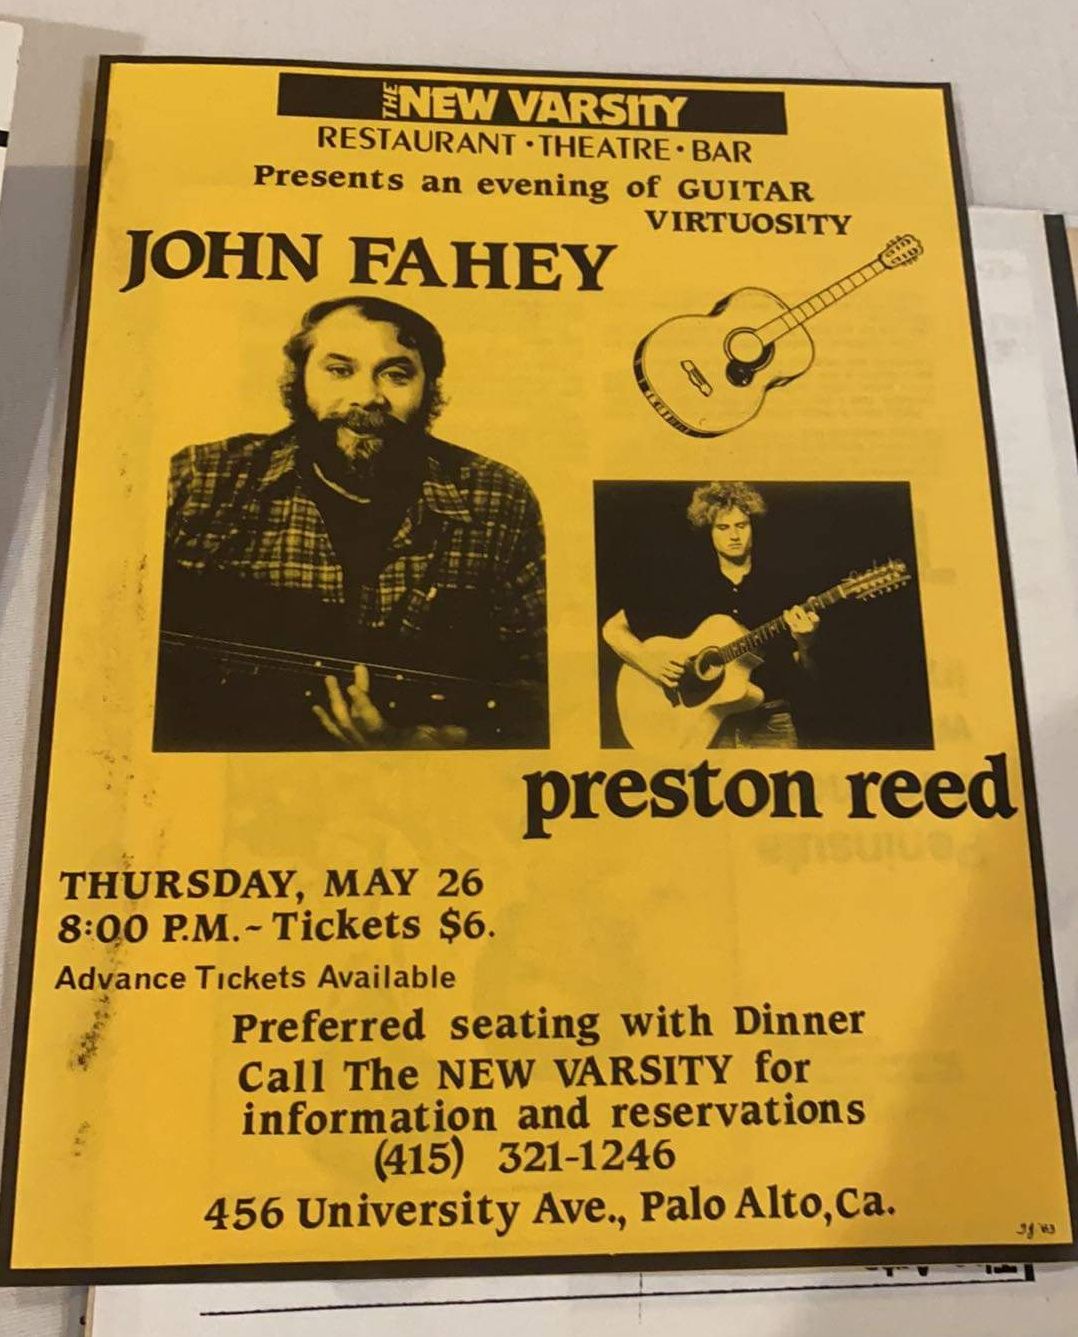 THE NEW VARSITY
RESTAURANT · THEATRE · BAR
Presents an evening of GUITAR
VIRTUOSITY
JOHN FAHEY
preston reed
THURSDAY, MAY 26
8:00 P.M. ~ Tickets $6.
Advance Tickets Available
Preferred seating with Dinner
Call The NEW VARSITY for
information and reservations
(415) 321-1246
456 University Ave., Palo Alto, Ca.